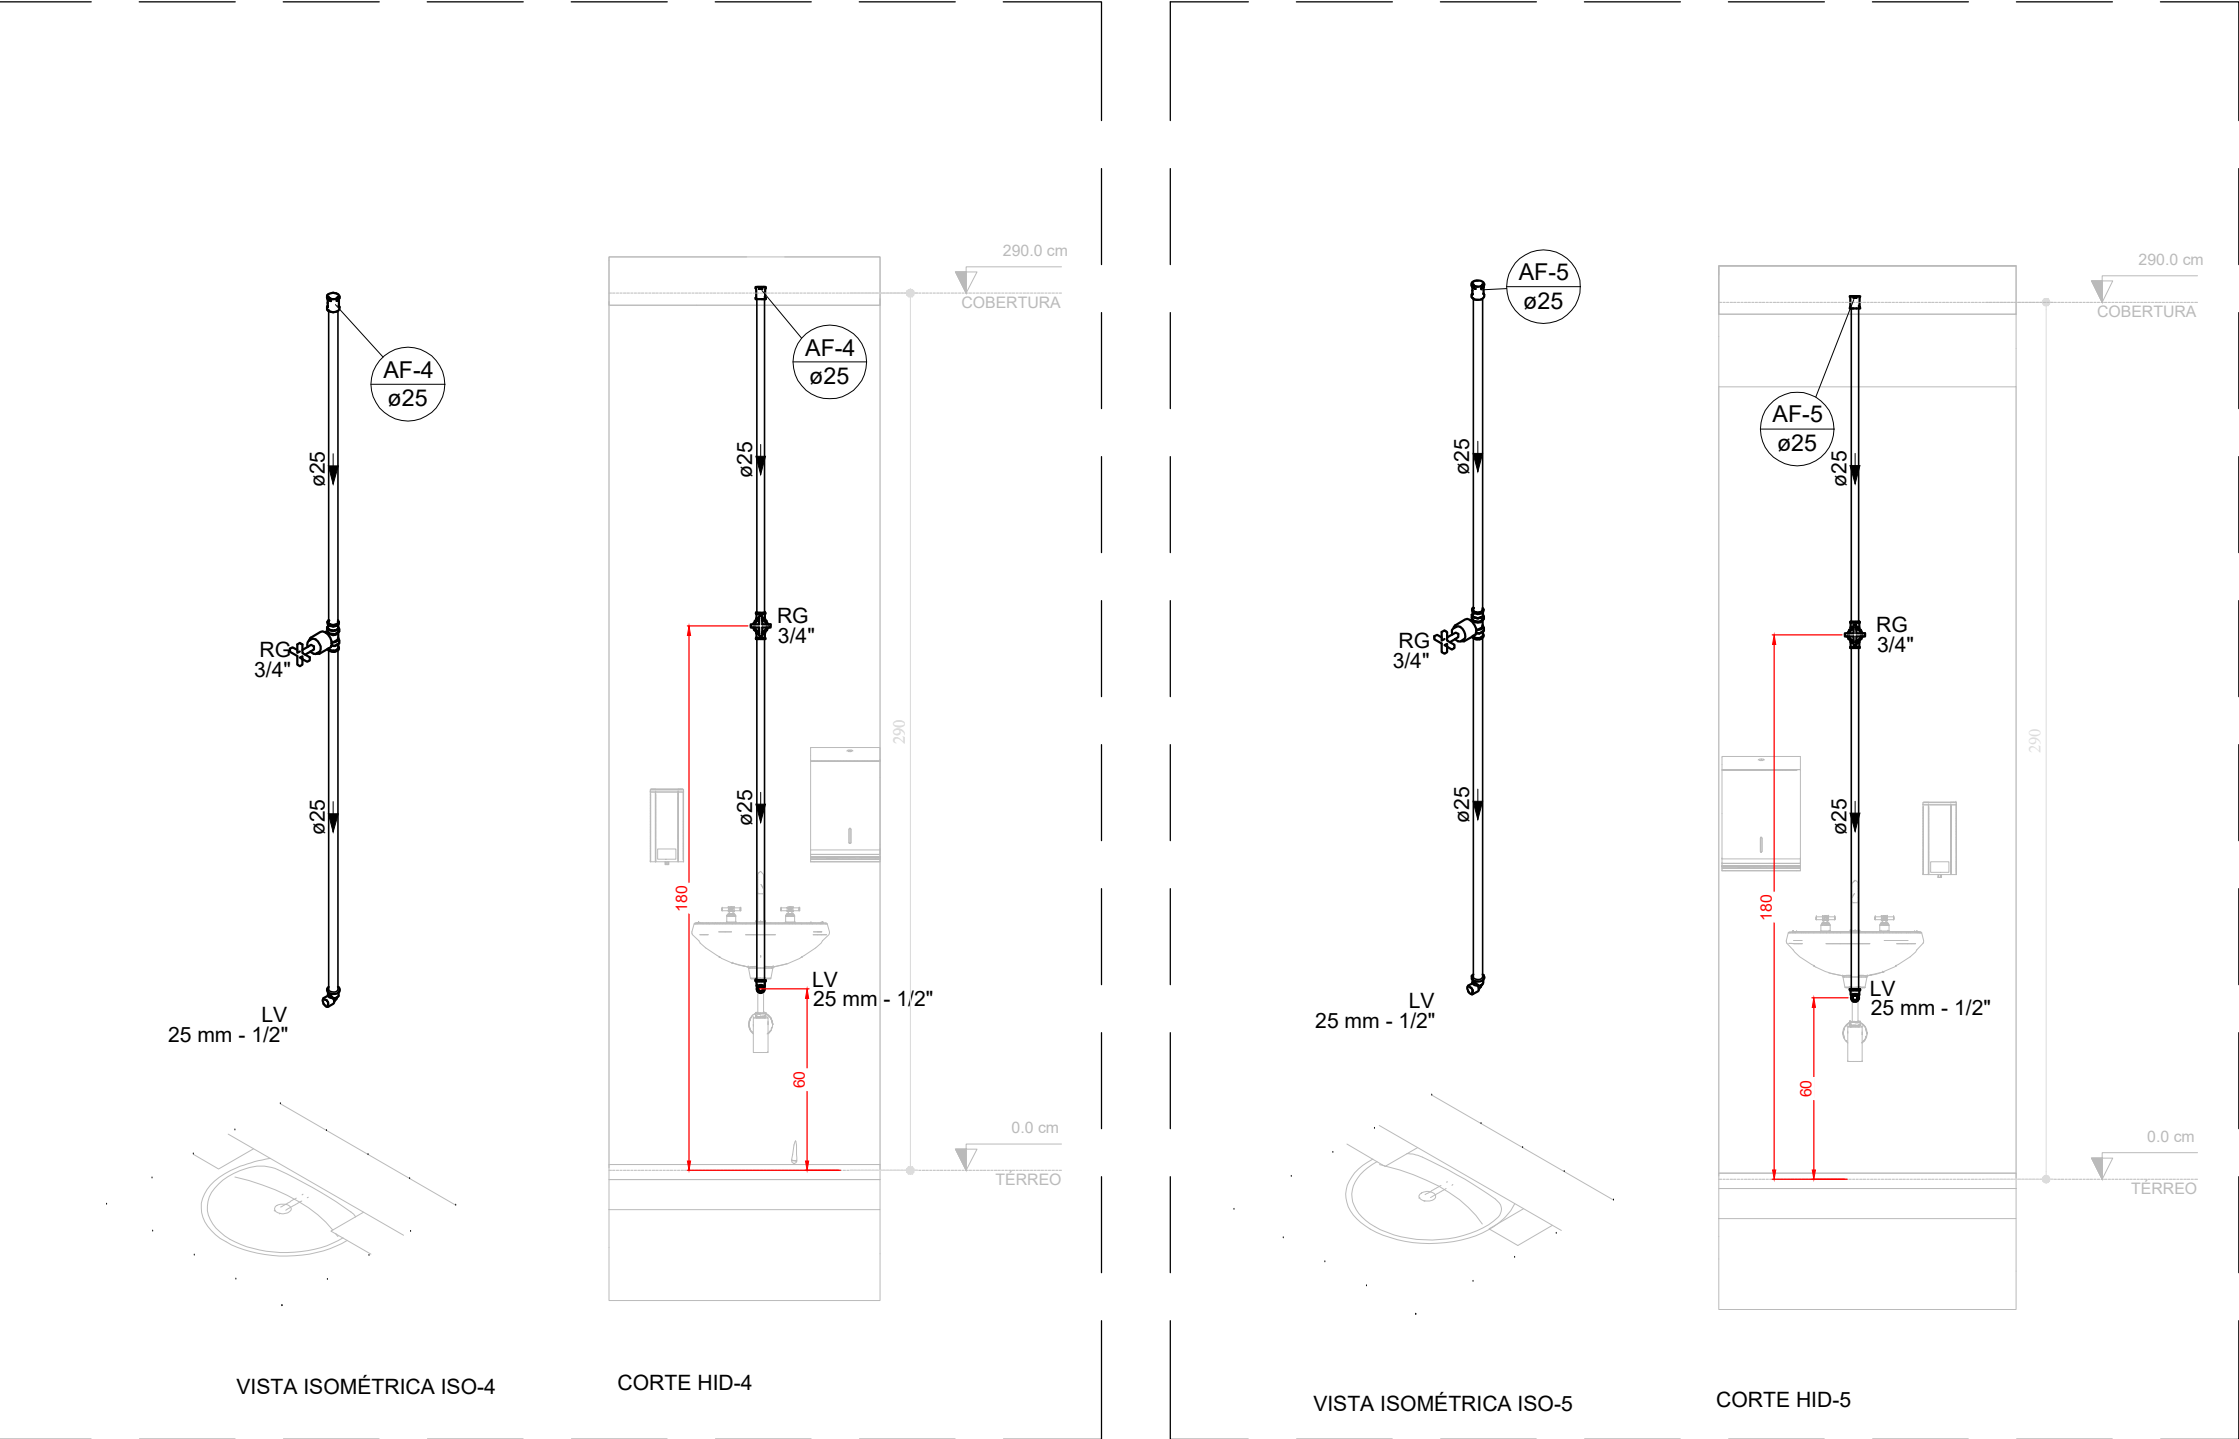 AF-4
ø25
ø25
RG
3/4"
ø25
LV
25 mm - 1/2"
VISTA ISOMÉTRICA ISO-4
290.0 cm
COBERTURA
AF-4
ø25
ø25
RG
3/4"
290
ø25
180
LV
25 mm - 1/2"
60
0.0 cm
TÉRREO
CORTE HID-4
AF-5
ø25
ø25
RG
3/4"
ø25
LV
25 mm - 1/2"
VISTA ISOMÉTRICA ISO-5
290.0 cm
COBERTURA
AF-5
ø25
ø25
RG
3/4"
290
ø25
180
LV
25 mm - 1/2"
60
0.0 cm
TÉRREO
CORTE HID-5